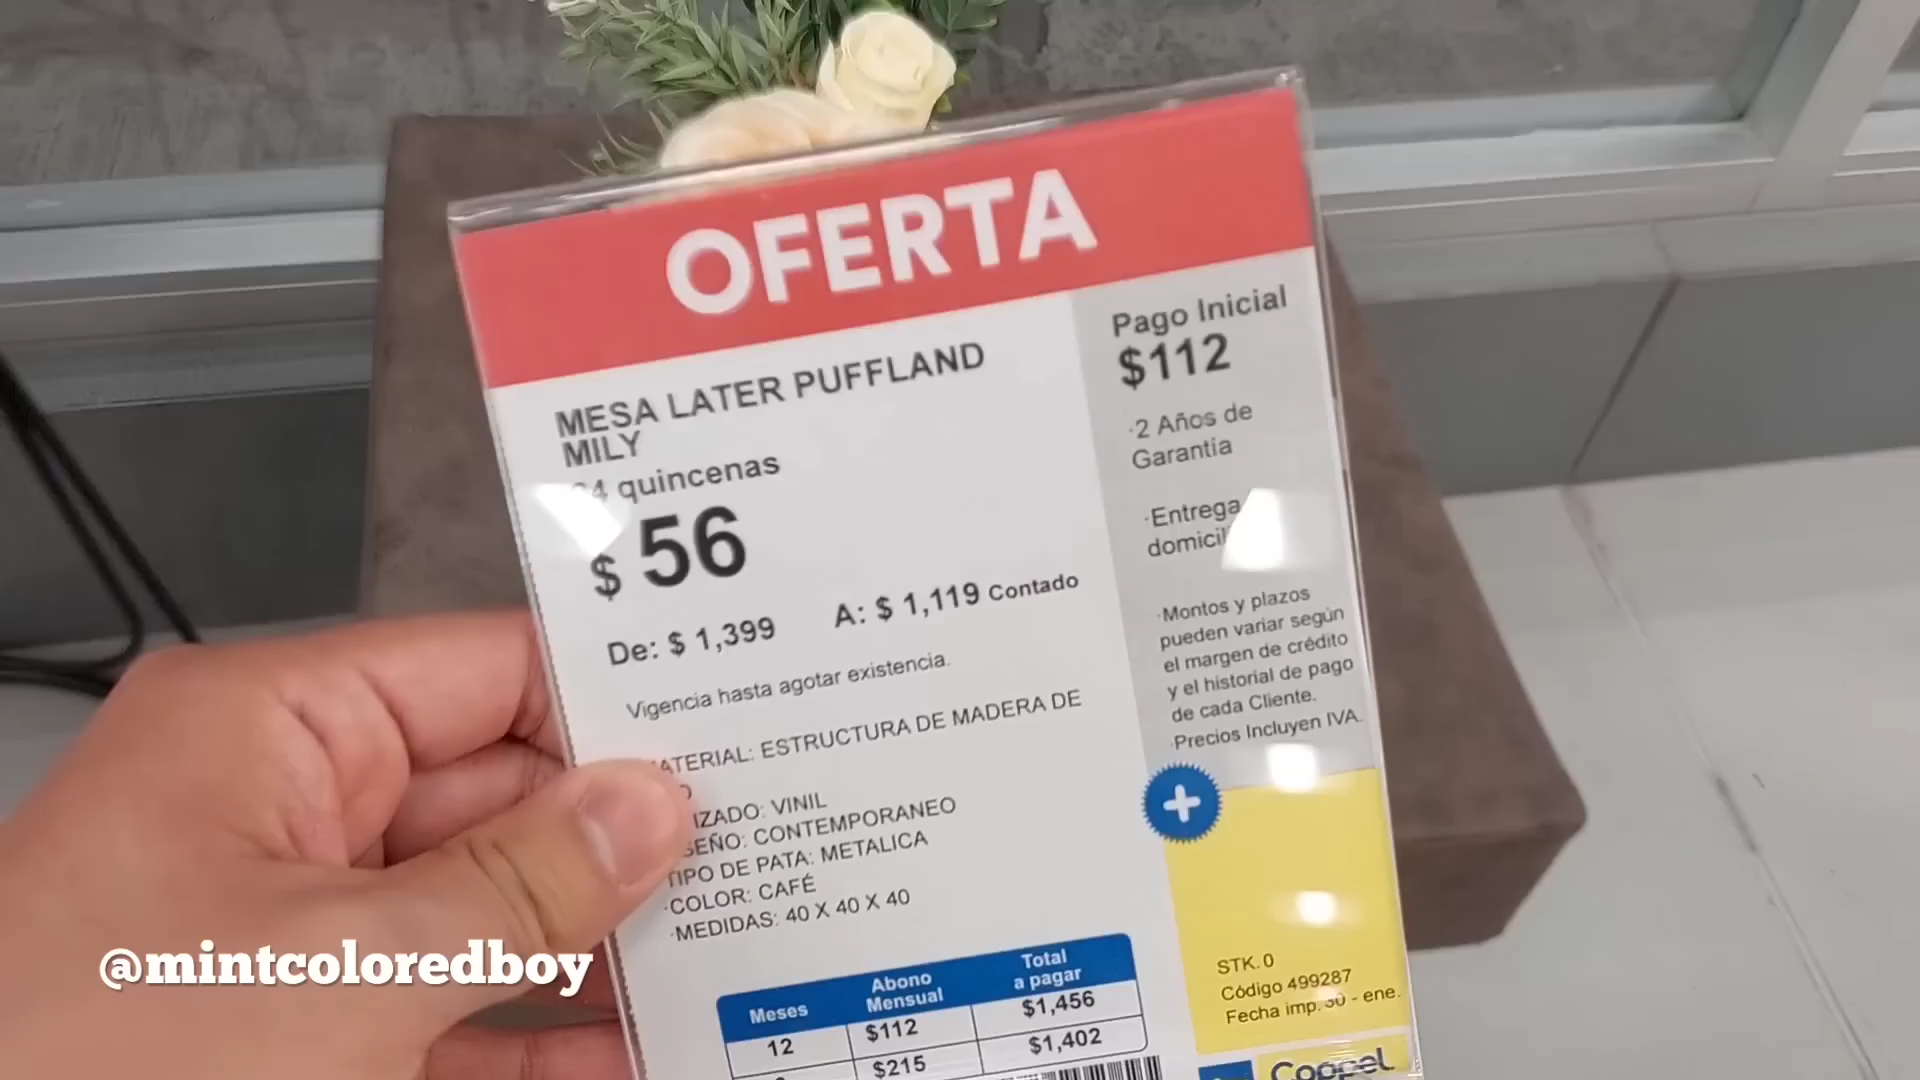 OFERTA
MESA LATER PUFFLAND
MILY
quincenas
$ 56
De: $ 1,399 A: $ 1,119 Contado
Vigencia hasta agotar existencia.
ESTRUCTURA DE MADERA DE
VINIL
CONTEMPORANEO
TIPO DE PATA: METALICA
·COLOR: CAFÉ
·MEDIDAS: 40 X 40 X 40
Meses Abono Mensual Total a pagar
12 $112 $1,456
$215 $1,402
Pago Inicial
$112
·2 Años de
Garantía
·Entrega
·Montos y plazos
pueden variar según
el margen de crédito
y el historial de pago
de cada Cliente.
·Precios Incluyen IVA.
+
STK. 0
Código 499287
Fecha imp. 30 - ene.
Coppel
@mintcoloredboy